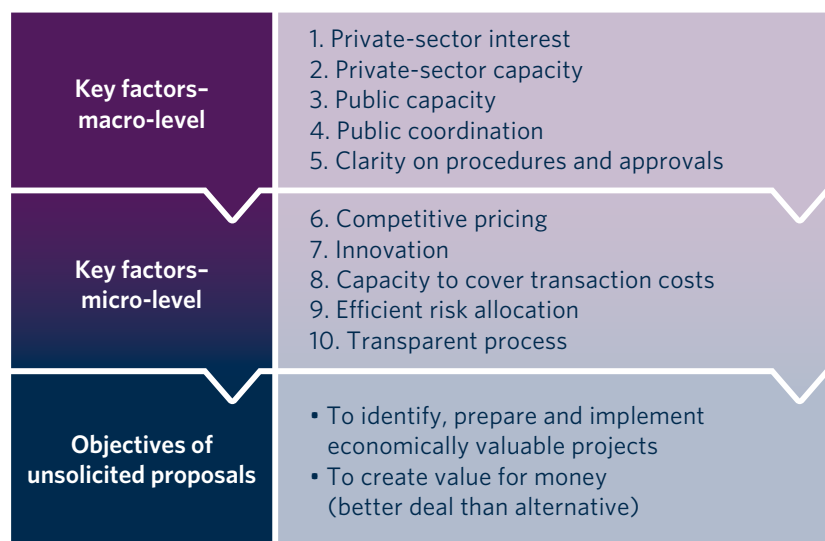 Key factors–
macro-level
1. Private-sector interest
2. Private-sector capacity
3. Public capacity
4. Public coordination
5. Clarity on procedures and approvals
Key factors–
micro-level
6. Competitive pricing
7. Innovation
8. Capacity to cover transaction costs
9. Efficient risk allocation
10. Transparent process
Objectives of
unsolicited proposals
• To identify, prepare and implement
economically valuable projects
• To create value for money
(better deal than alternative)